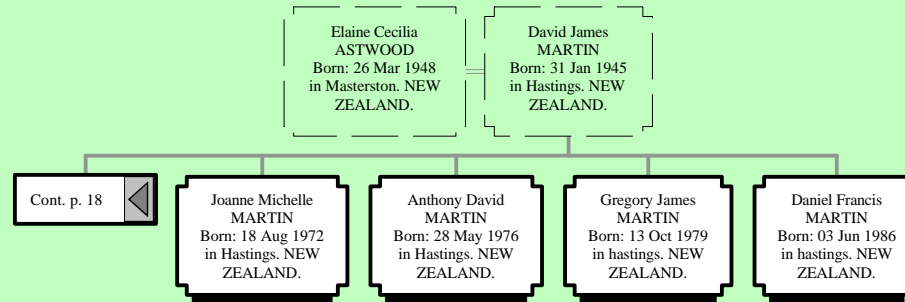 Elaine Cecilia
ASTWOOD
Born: 26 Mar 1948
in Masterston. NEW
ZEALAND.
David James
MARTIN
Born: 31 Jan 1945
in Hastings. NEW
ZEALAND.
Cont. p. 18
Joanne Michelle
MARTIN
Born: 18 Aug 1972
in Hastings. NEW
ZEALAND.
Anthony David
MARTIN
Born: 28 May 1976
in Hastings. NEW
ZEALAND.
Gregory James
MARTIN
Born: 13 Oct 1979
in hastings. NEW
ZEALAND.
Daniel Francis
MARTIN
Born: 03 Jun 1986
in hastings. NEW
ZEALAND.